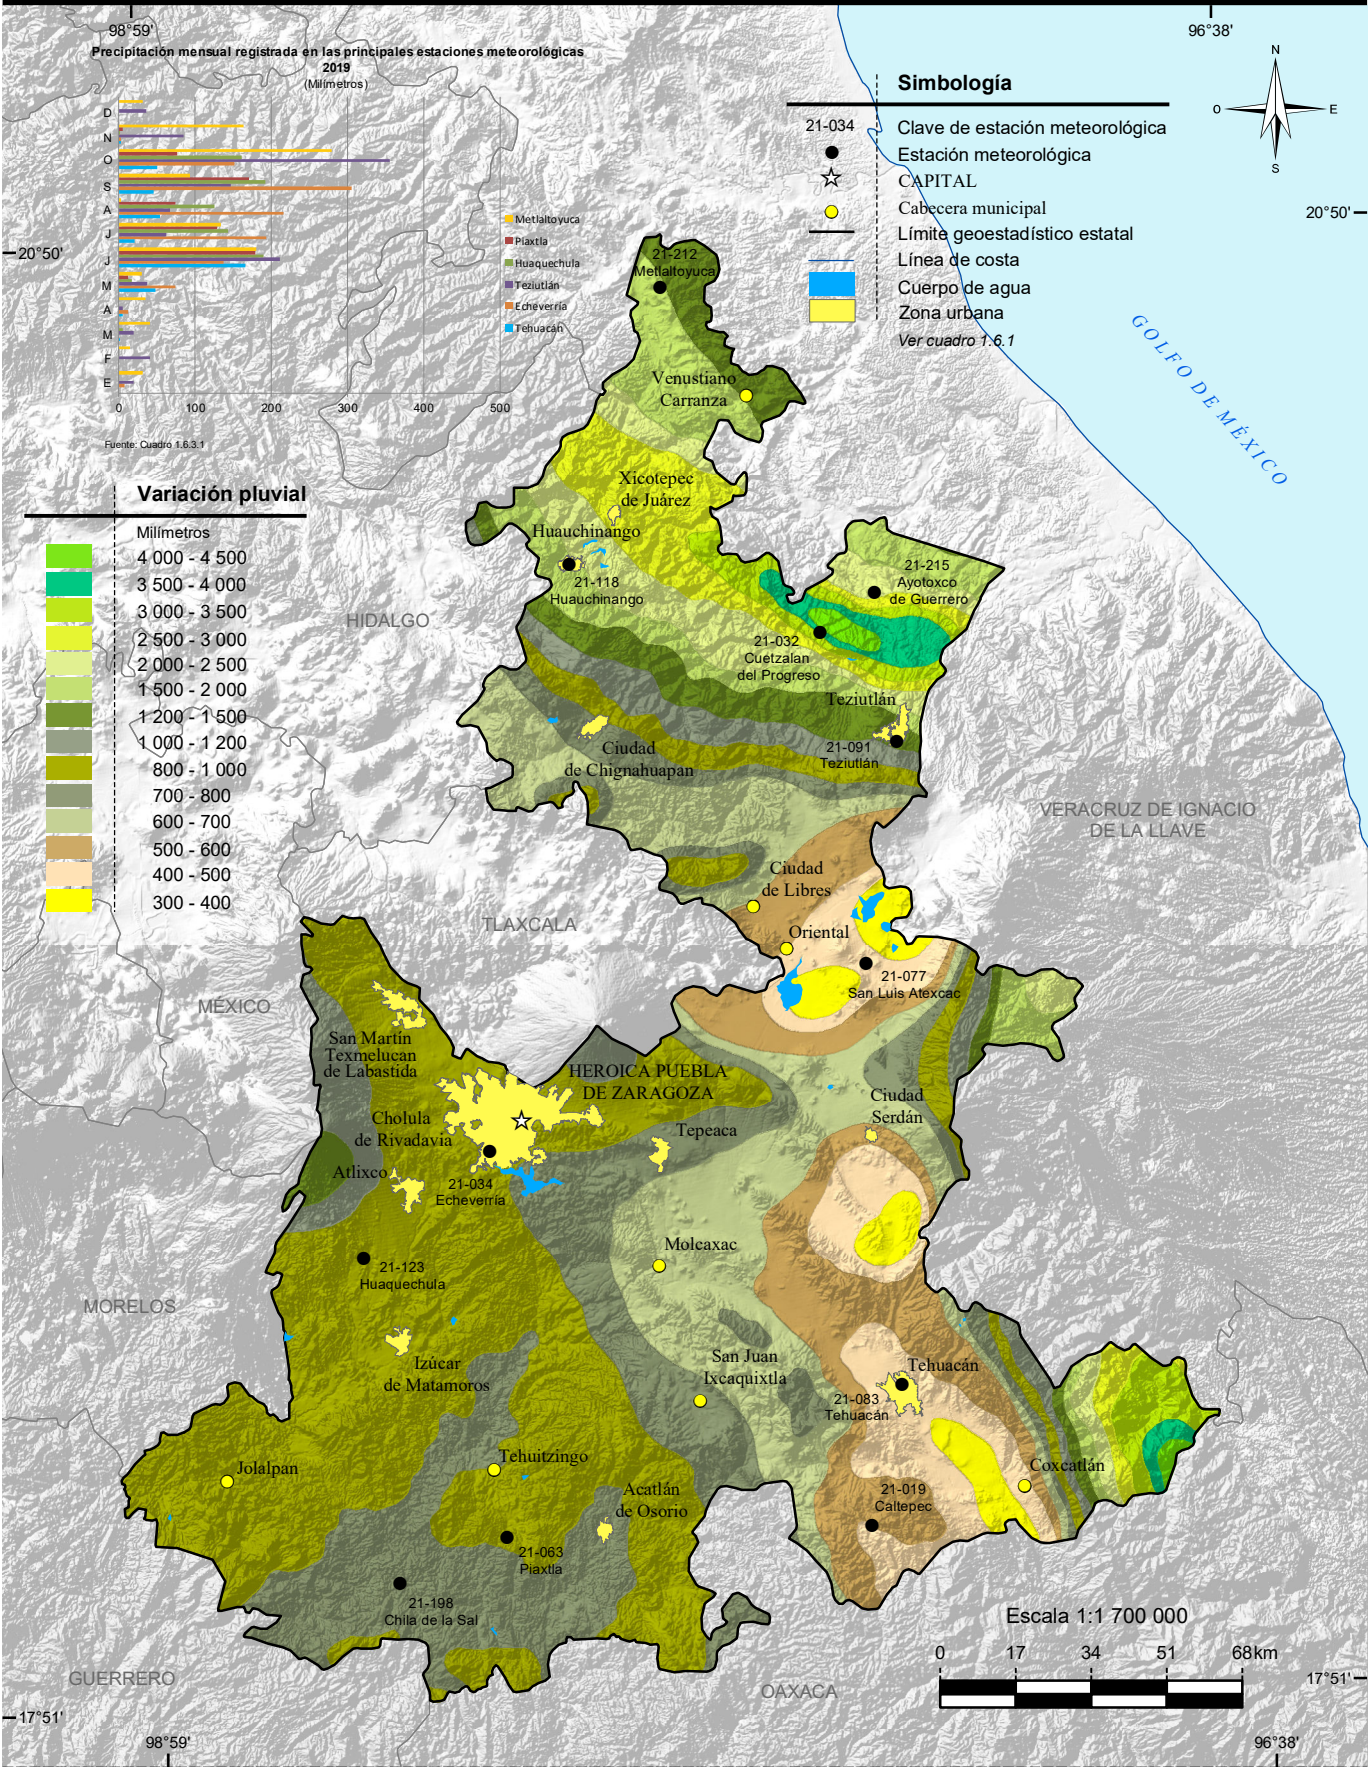 98°59'
96°38'
Precipitación mensual registrada en las principales estaciones meteorológicas
2019
(Milímetros)
D
N
O
S
A
J
J
M
A
M
F
E
0
100
200
300
400
500
Metlaltoyuca
Piaxtla
Huaquechula
Teziutlán
Echeverría
Tehuacán
Fuente: Cuadro 1.6.3.1
Simbología
21-034
Clave de estación meteorológica
Estación meteorológica
CAPITAL
Cabecera municipal
Límite geoestadístico estatal
Línea de costa
Cuerpo de agua
Zona urbana
Ver cuadro 1.6.1
N
O
E
S
20°50'
20°50'
GOLFO DE MÉXICO
Variación pluvial
Milímetros
4 000 - 4 500
3 500 - 4 000
3 000 - 3 500
2 500 - 3 000
2 000 - 2 500
1 500 - 2 000
1 200 - 1 500
1 000 - 1 200
800 - 1 000
700 - 800
600 - 700
500 - 600
400 - 500
300 - 400
21-212
Metlaltoyuca
Venustiano
Carranza
Xicotepec
de Juárez
Huauchinango
21-118
Huauchinango
21-215
Ayotoxco
de Guerrero
HIDALGO
21-032
Cuetzalan
del Progreso
Teziutlán
21-091
Teziutlán
Ciudad
de Chignahuapan
VERACRUZ DE IGNACIO
DE LA LLAVE
Ciudad
de Libres
TLAXCALA
Oriental
21-077
San Luis Atexcac
MÉXICO
San Martín
Texmelucan
de Labastida
HEROICA PUEBLA
DE ZARAGOZA
Ciudad
Serdán
Cholula
de Rivadavia
Tepeaca
Atlixco
21-034
Echeverría
Molcaxac
21-123
Huaquechula
MORELOS
Izúcar
de Matamoros
San Juan
Ixcaquixtla
Tehuacán
21-083
Tehuacán
Jolalpan
Tehuitzingo
Coxcatlán
Acatlán
de Osorio
21-019
Caltepec
21-063
Piaxtla
21-198
Chila de la Sal
GUERRERO
OAXACA
Escala 1:1 700 000
0
17
34
51
68 km
17°51'
17°51'
98°59'
96°38'